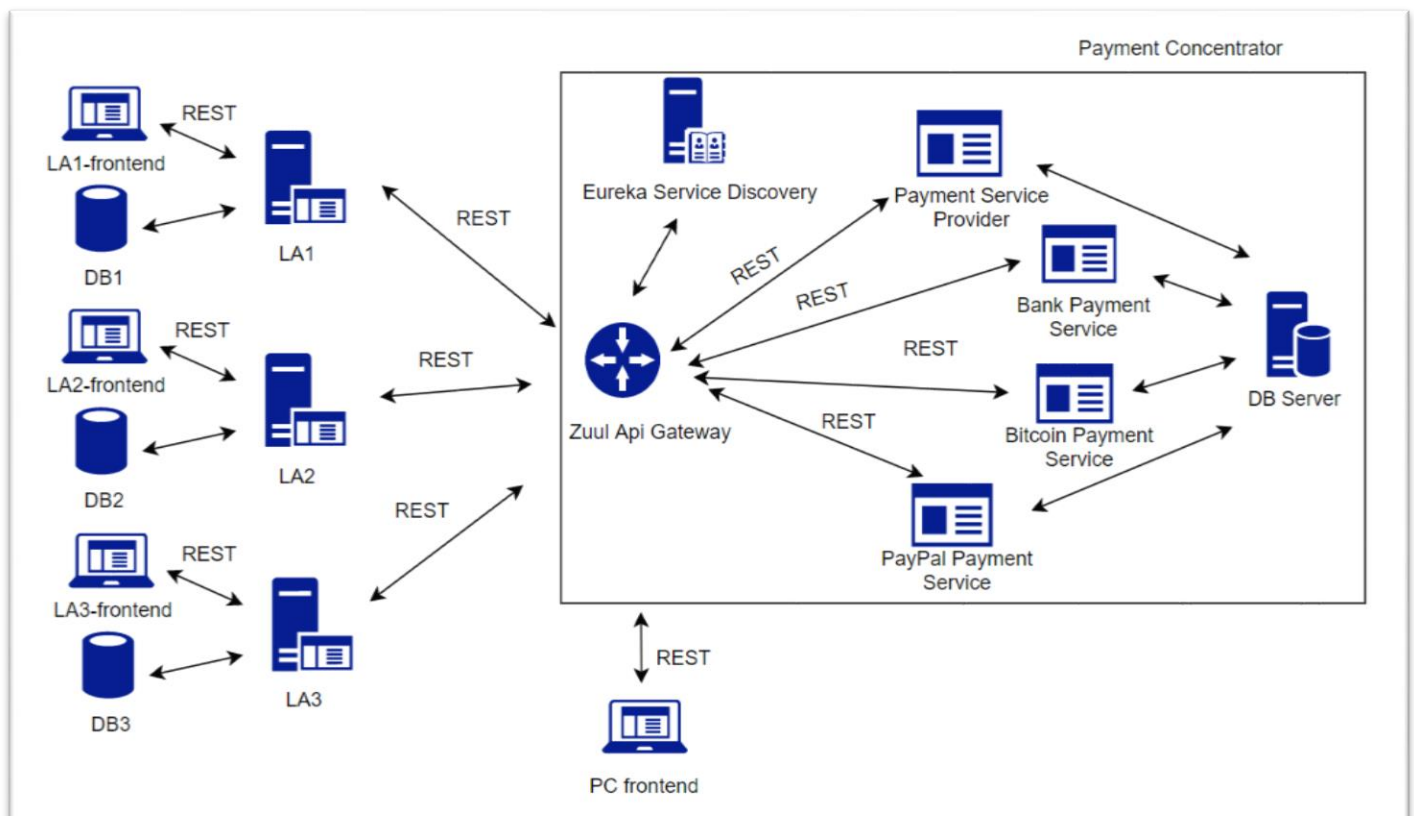 Payment Concentrator
REST
LA1-frontend
DB1
LA1
REST
REST
LA2-frontend
DB2
LA2
REST
REST
LA3-frontend
DB3
LA3
REST
Eureka Service Discovery
Zuul Api Gateway
REST
REST
REST
REST
Payment Service
Provider
Bank Payment
Service
Bitcoin Payment
Service
PayPal Payment
Service
DB Server
REST
PC frontend